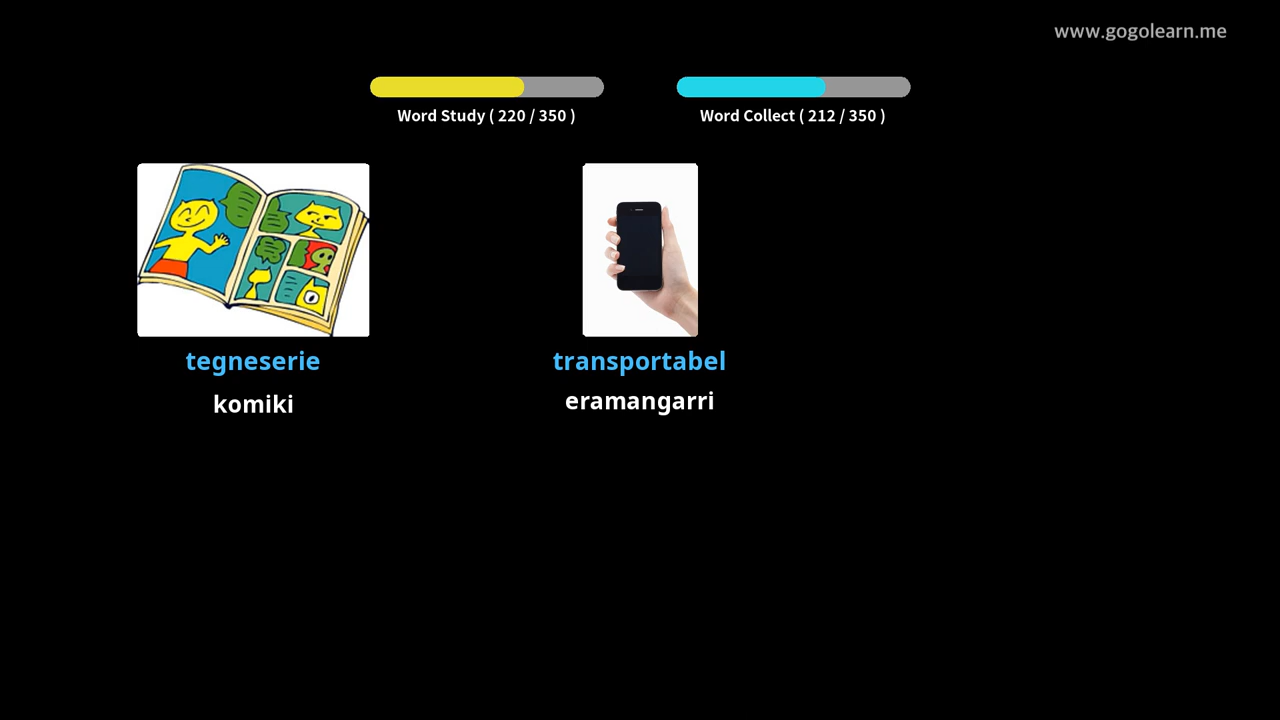 www.gogolearn.me
Word Study ( 220 / 350 )
Word Collect ( 212 / 350 )
tegneserie
komiki
transportabel
eramangarri